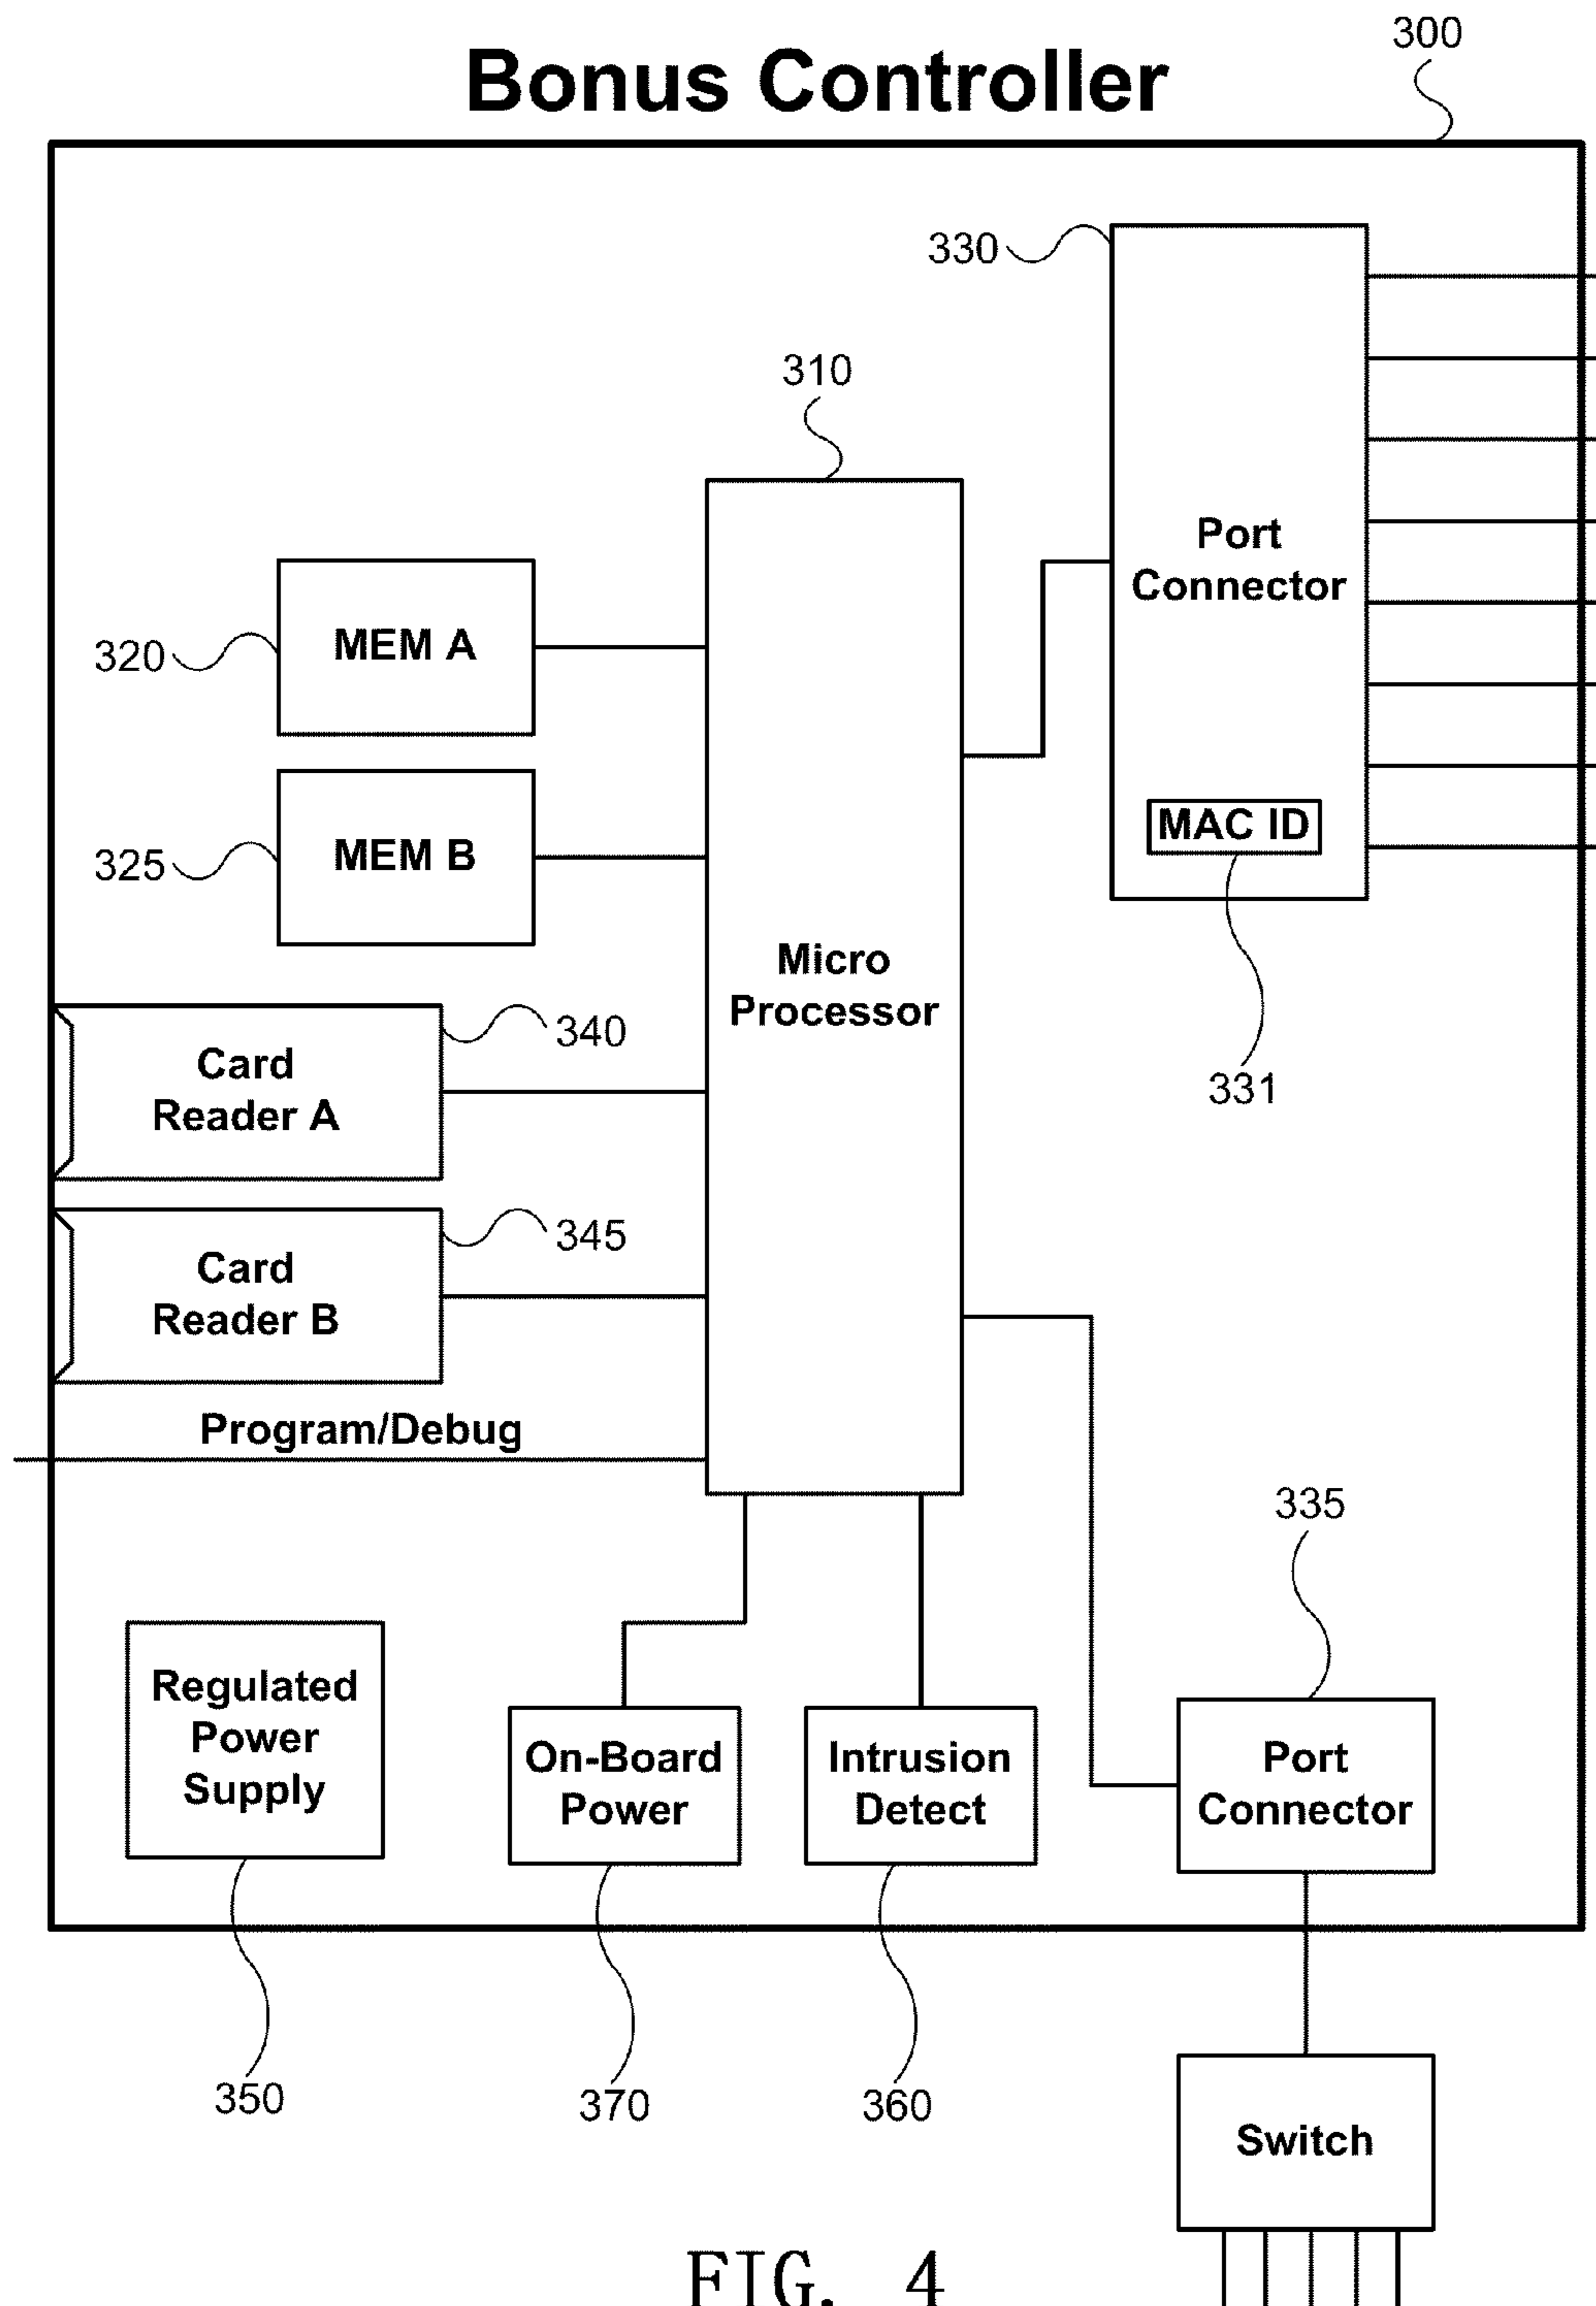 300
Bonus Controller
330
310
Port
Connector
MEM A
320
MAC ID
MEM B
325
Micro
Processor
340
Card
Reader A
331
345
Card
Reader B
Program/Debug
335
Regulated
Power
Supply
On-Board
Power
Intrusion
Detect
Port
Connector
350
370
360
Switch
FIG. 4